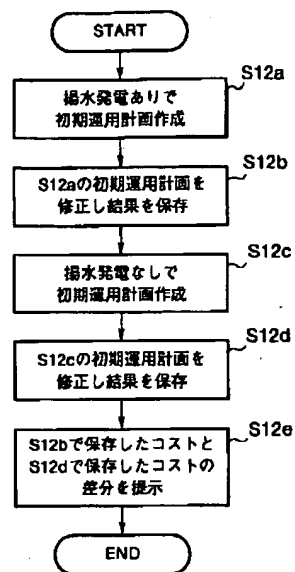 START
S12a
揚水発電ありで
初期運用計画作成
S12b
S12aの初期運用計画を
修正し結果を保存
S12c
揚水発電なしで
初期運用計画作成
S12d
S12cの初期運用計画を
修正し結果を保存
S12e
S12bで保存したコストと
S12dで保存したコストの
差分を提示
END